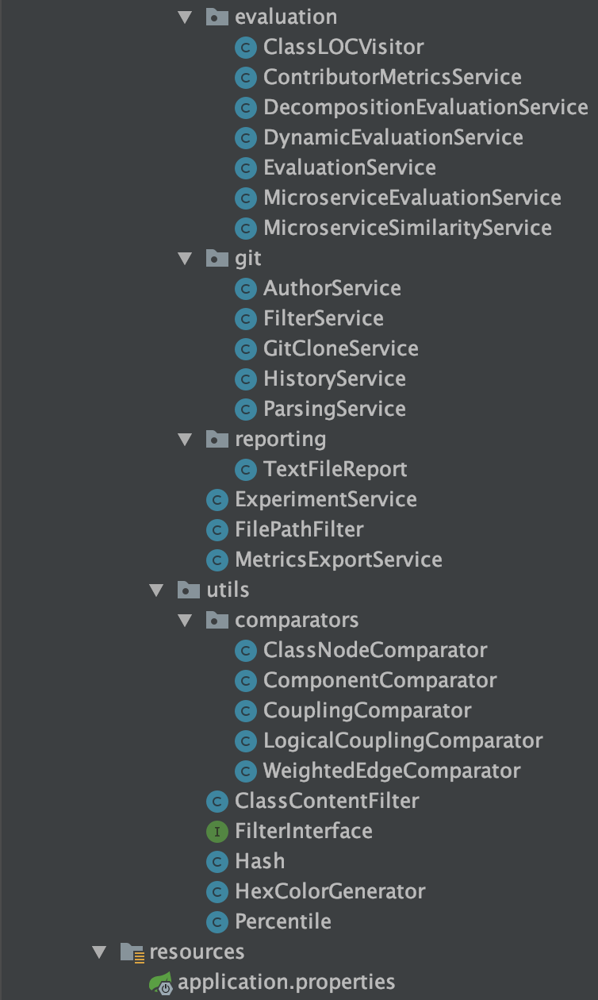 evaluation
ClassLOCVisitor
ContributorMetricsService
DecompositionEvaluationService
DynamicEvaluationService
EvaluationService
MicroserviceEvaluationService
MicroserviceSimilarityService
git
AuthorService
FilterService
GitCloneService
HistoryService
ParsingService
reporting
TextFileReport
ExperimentService
FilePathFilter
MetricsExportService
utils
comparators
ClassNodeComparator
ComponentComparator
CouplingComparator
LogicalCouplingComparator
WeightedEdgeComparator
ClassContentFilter
FilterInterface
Hash
HexColorGenerator
Percentile
resources
application.properties